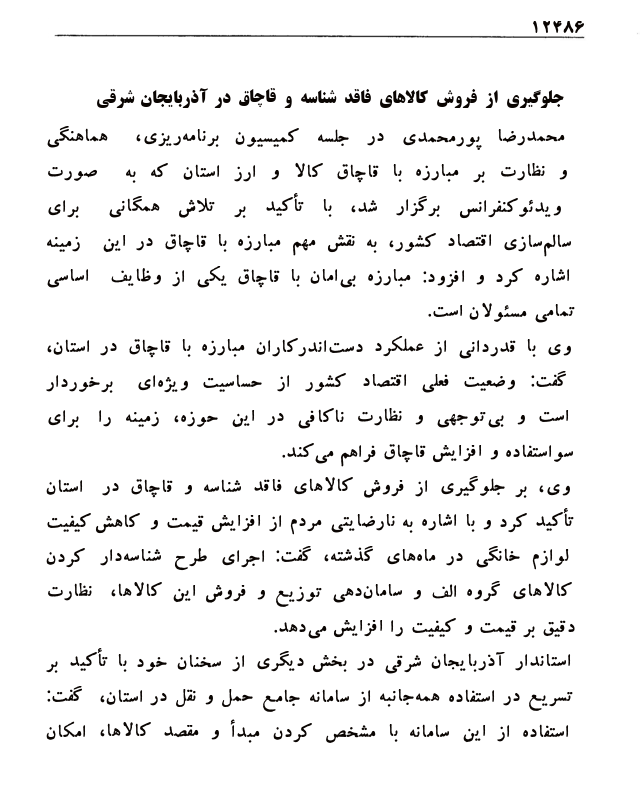 ۱۲۴۸۶
جلوگیری از فروش کالاهای فاقد شناسه و قاچاق در آذربایجان شرقی
محمدرضا پورمحمدی در جلسه کمیسیون برنامه‌ریزی، هماهنگی
و نظارت بر مبارزه با قاچاق کالا و ارز استان که به صورت
ویدئوکنفرانس برگزار شد، با تأکید بر تلاش همگانی برای
سالم‌سازی اقتصاد کشور، به نقش مهم مبارزه با قاچاق در این زمینه
اشاره کرد و افزود: مبارزه بی‌امان با قاچاق یکی از وظایف اساسی
تمامی مسئولان است.
وی با قدردانی از عملکرد دست‌اندرکاران مبارزه با قاچاق در استان،
گفت: وضعیت فعلی اقتصاد کشور از حساسیت ویژه‌ای برخوردار
است و بی‌توجهی و نظارت ناکافی در این حوزه، زمینه را برای
سواستفاده و افزایش قاچاق فراهم می‌کند.
وی، بر جلوگیری از فروش کالاهای فاقد شناسه و قاچاق در استان
تأکید کرد و با اشاره به نارضایتی مردم از افزایش قیمت و کاهش کیفیت
لوازم خانگی در ماه‌های گذشته، گفت: اجرای طرح شناسه‌دار کردن
کالاهای گروه الف و سامان‌دهی توزیع و فروش این کالاها، نظارت
دقیق بر قیمت و کیفیت را افزایش می‌دهد.
استاندار آذربایجان شرقی در بخش دیگری از سخنان خود با تأکید بر
تسریع در استفاده همه‌جانبه از سامانه جامع حمل و نقل در استان، گفت:
استفاده از این سامانه با مشخص کردن مبدأ و مقصد کالاها، امکان